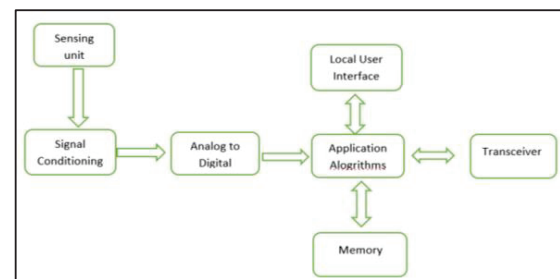 Sensing
unit
Local User
Interface
Signal
Conditioning
Analog to
Digital
Application
Alogrithms
Transceiver
Memory